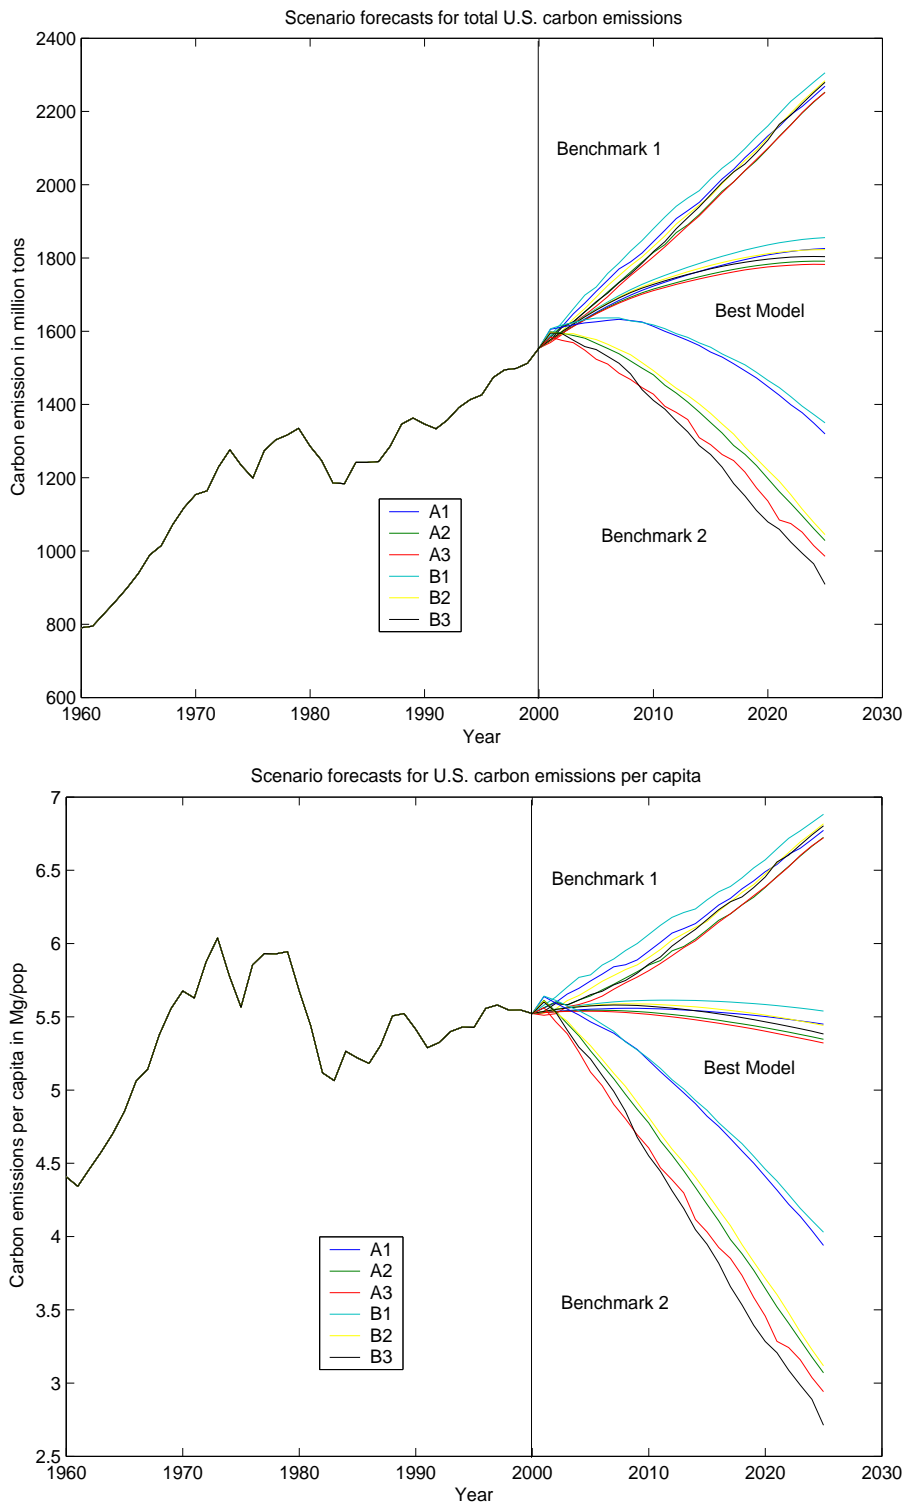 Scenario forecasts for total U.S. carbon emissions
2400
2200
2000
1800
1600
1400
1200
1000
800
600
Carbon emission in million tons
Benchmark 1
Best Model
Benchmark 2
A1
A2
A3
B1
B2
B3
1960
1970
1980
1990
2000
2010
2020
2030
Year
Scenario forecasts for U.S. carbon emissions per capita
7
6.5
6
5.5
5
4.5
4
3.5
3
2.5
Carbon emissions per capita in Mg/pop
Benchmark 1
Best Model
Benchmark 2
A1
A2
A3
B1
B2
B3
1960
1970
1980
1990
2000
2010
2020
2030
Year